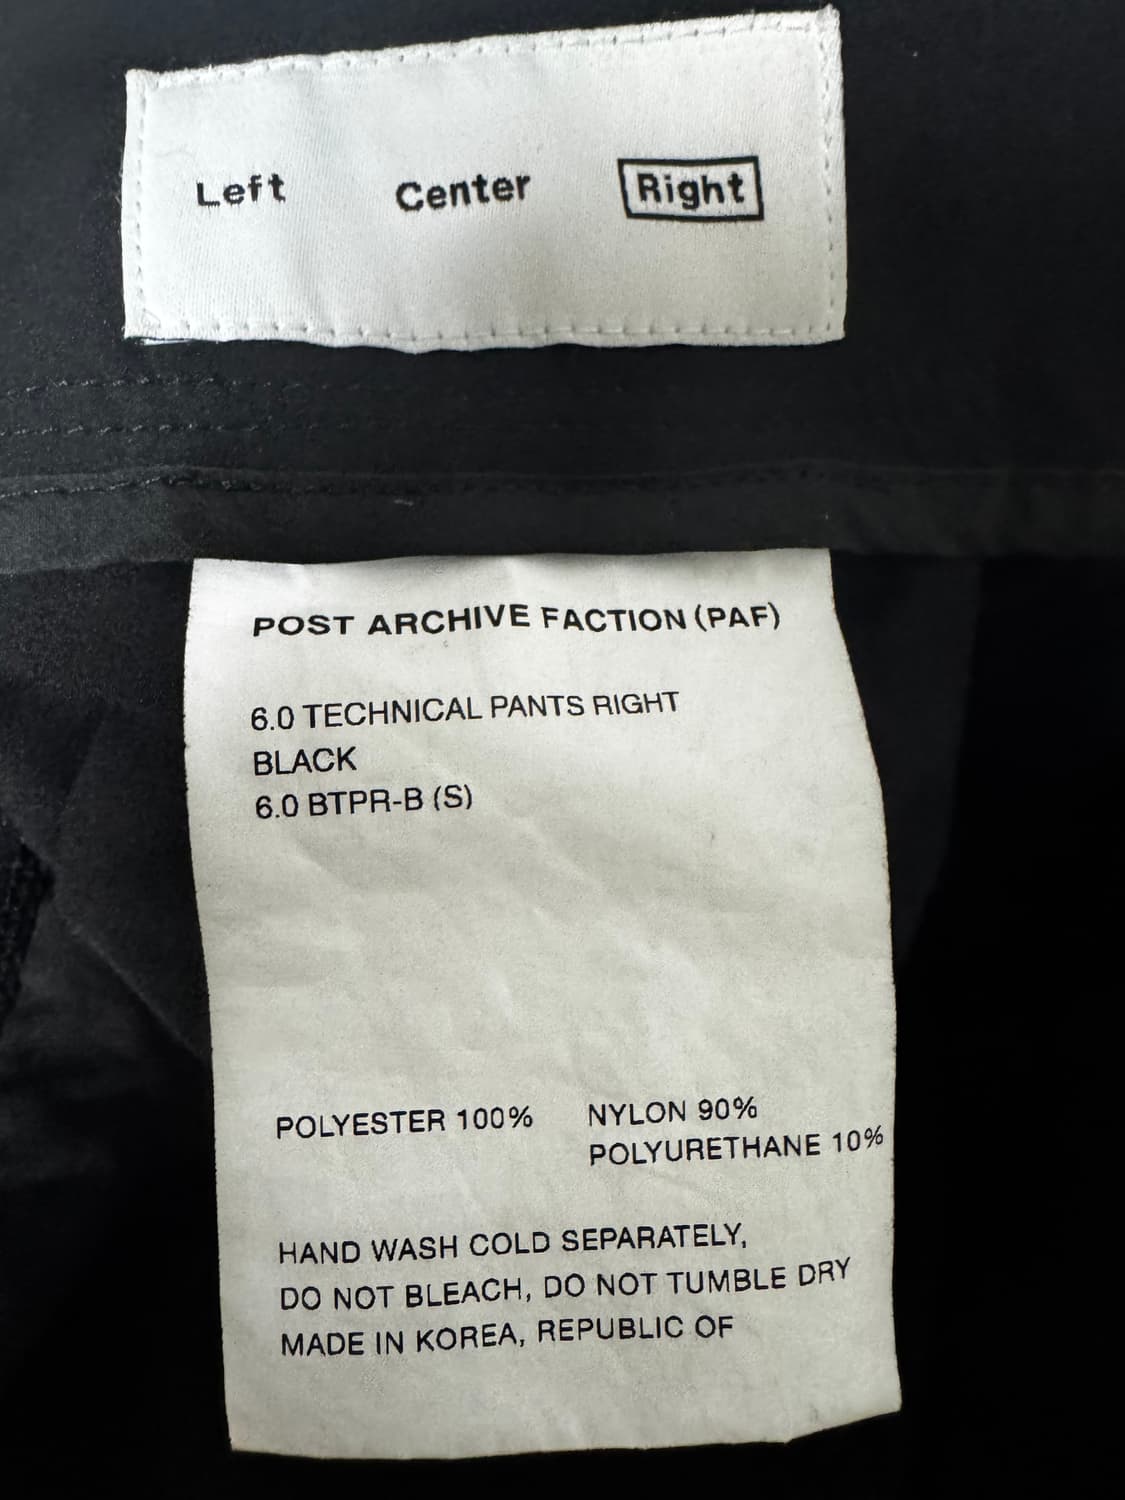 Left Center Right
POST ARCHIVE FACTION (PAF)
6.0 TECHNICAL PANTS RIGHT
BLACK
6.0 BTPR-B (S)
POLYESTER 100% NYLON 90%
POLYURETHANE 10%
HAND WASH COLD SEPARATELY,
DO NOT BLEACH, DO NOT TUMBLE DRY
MADE IN KOREA, REPUBLIC OF